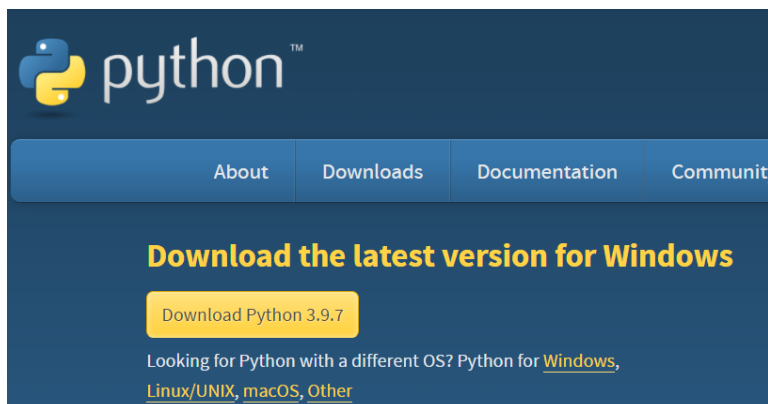 python™
About Downloads Documentation Communit
Download the latest version for Windows
Download Python 3.9.7
Looking for Python with a different OS? Python for Windows,
Linux/UNIX, macOS, Other